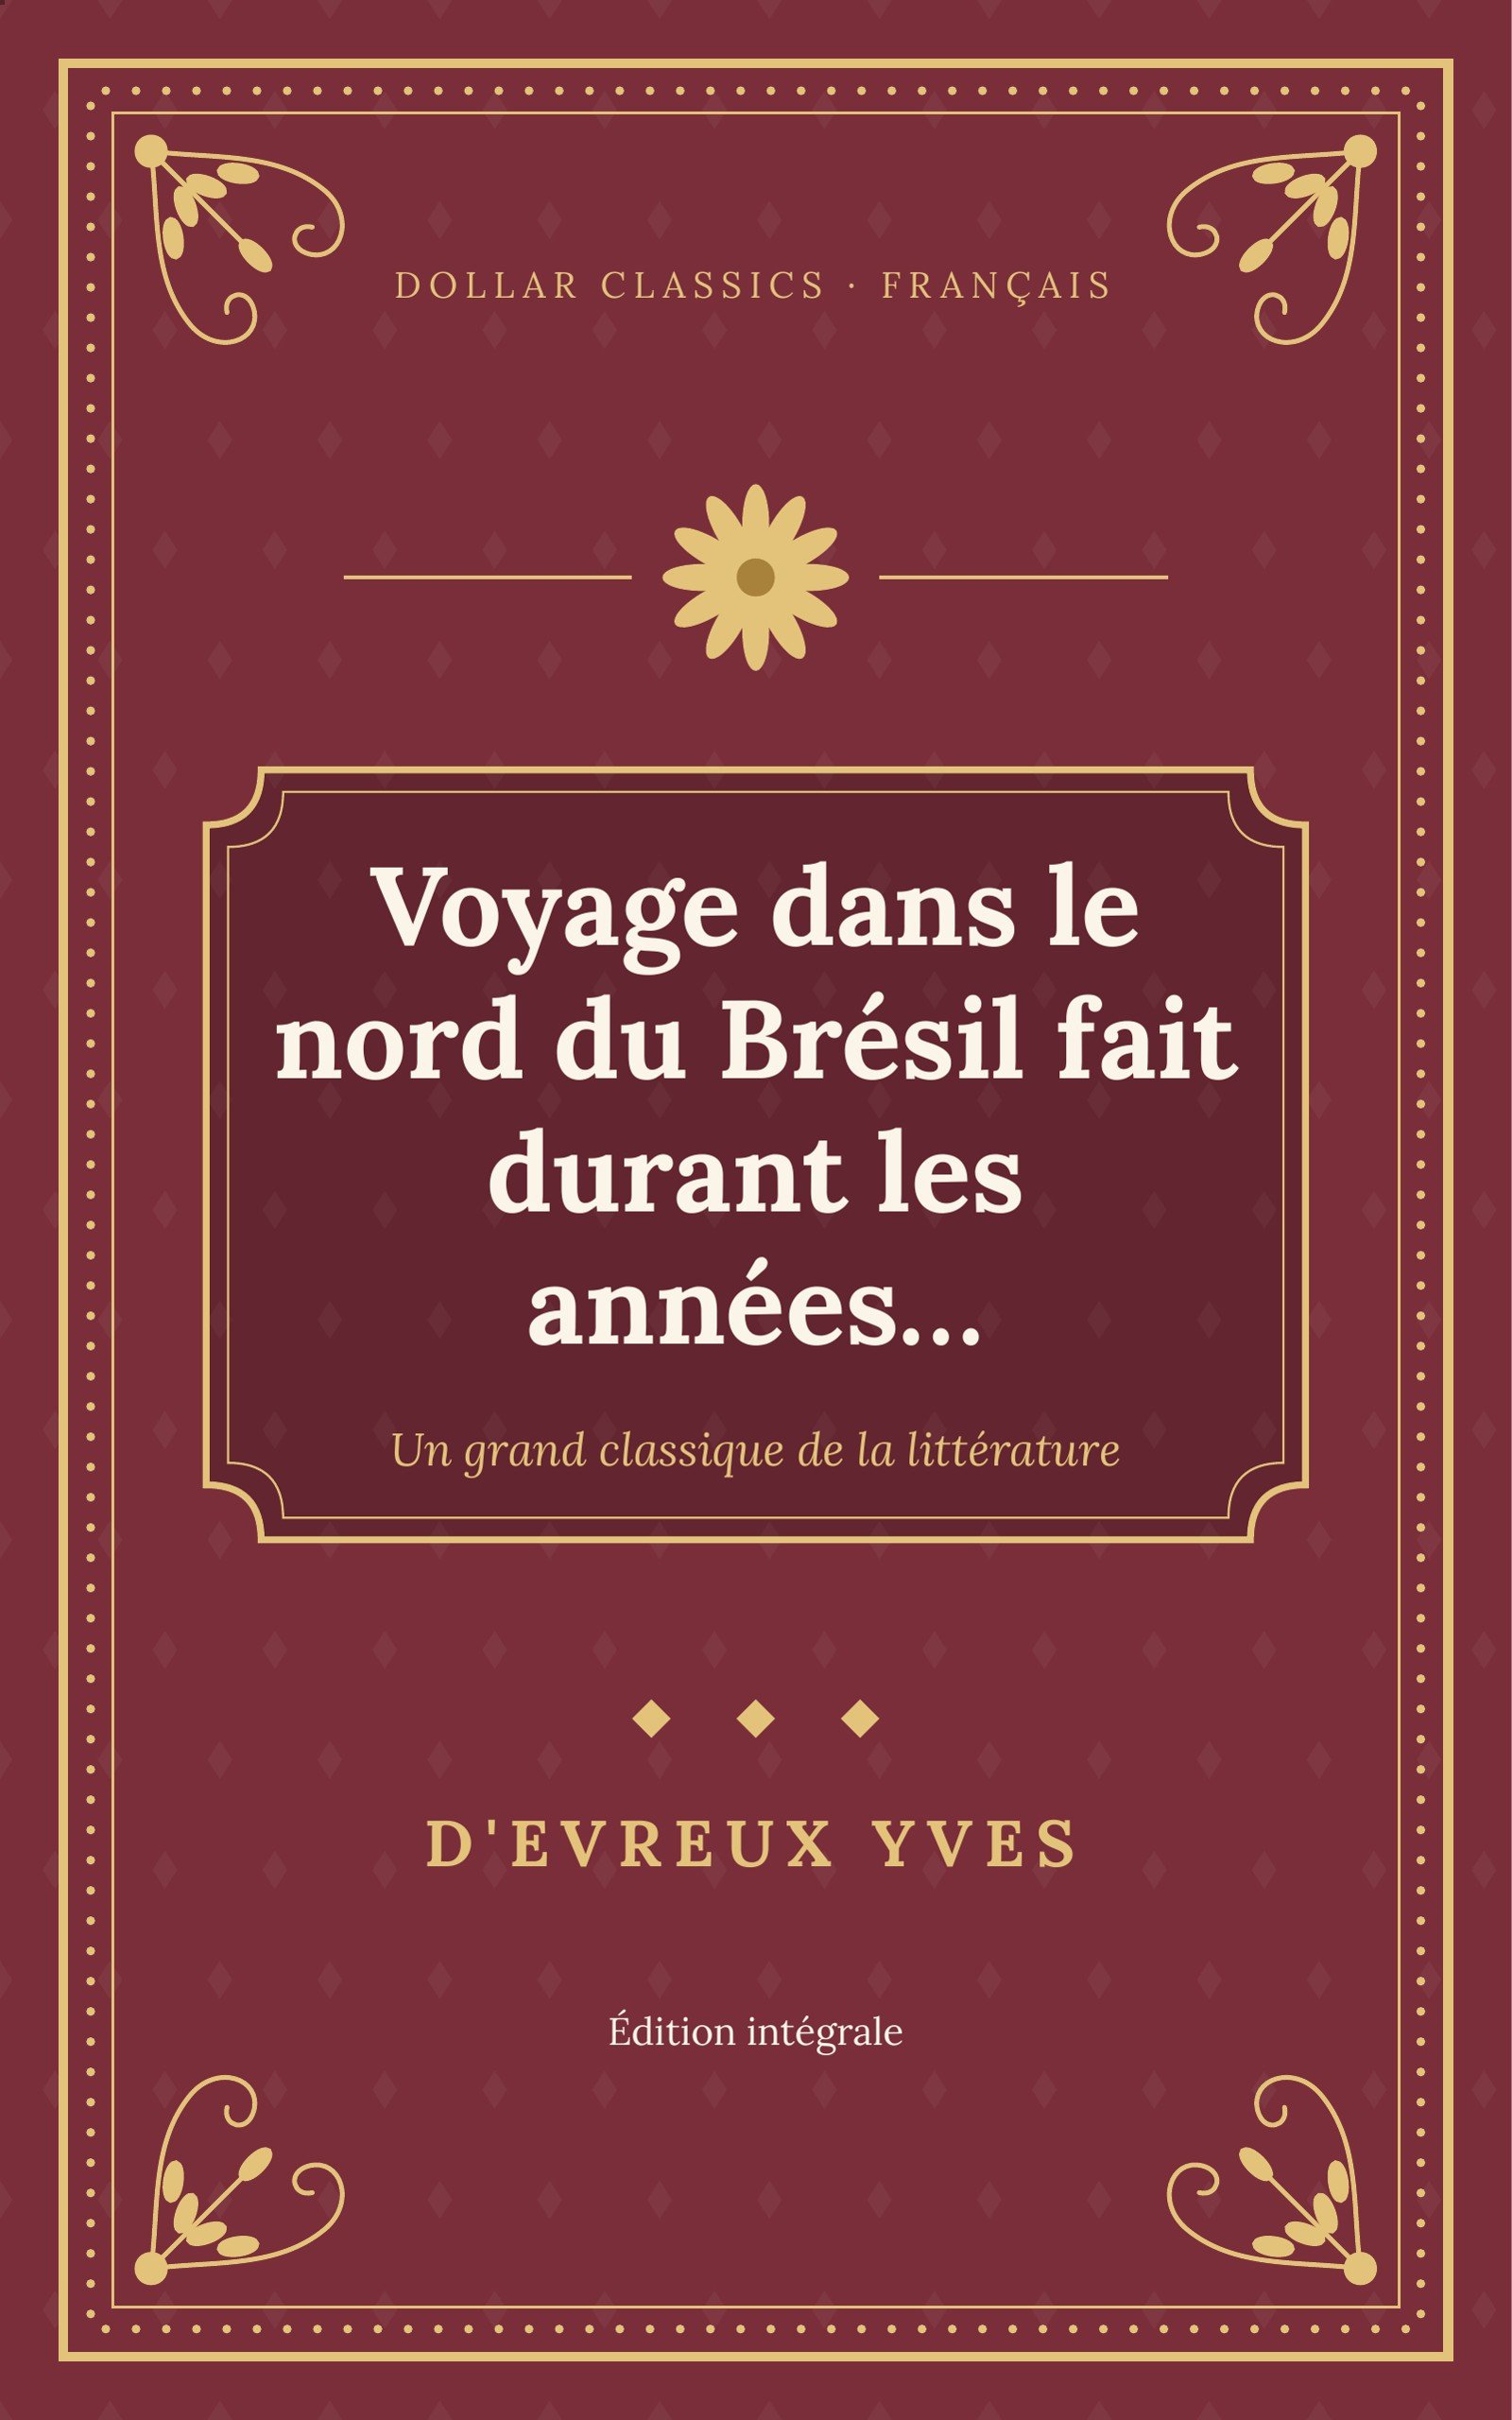 DOLLAR CLASSICS · FRANÇAIS
Voyage dans le
nord du Brésil fait
durant les
années...
Un grand classique de la littérature
D'EVREUX YVES
Édition intégrale